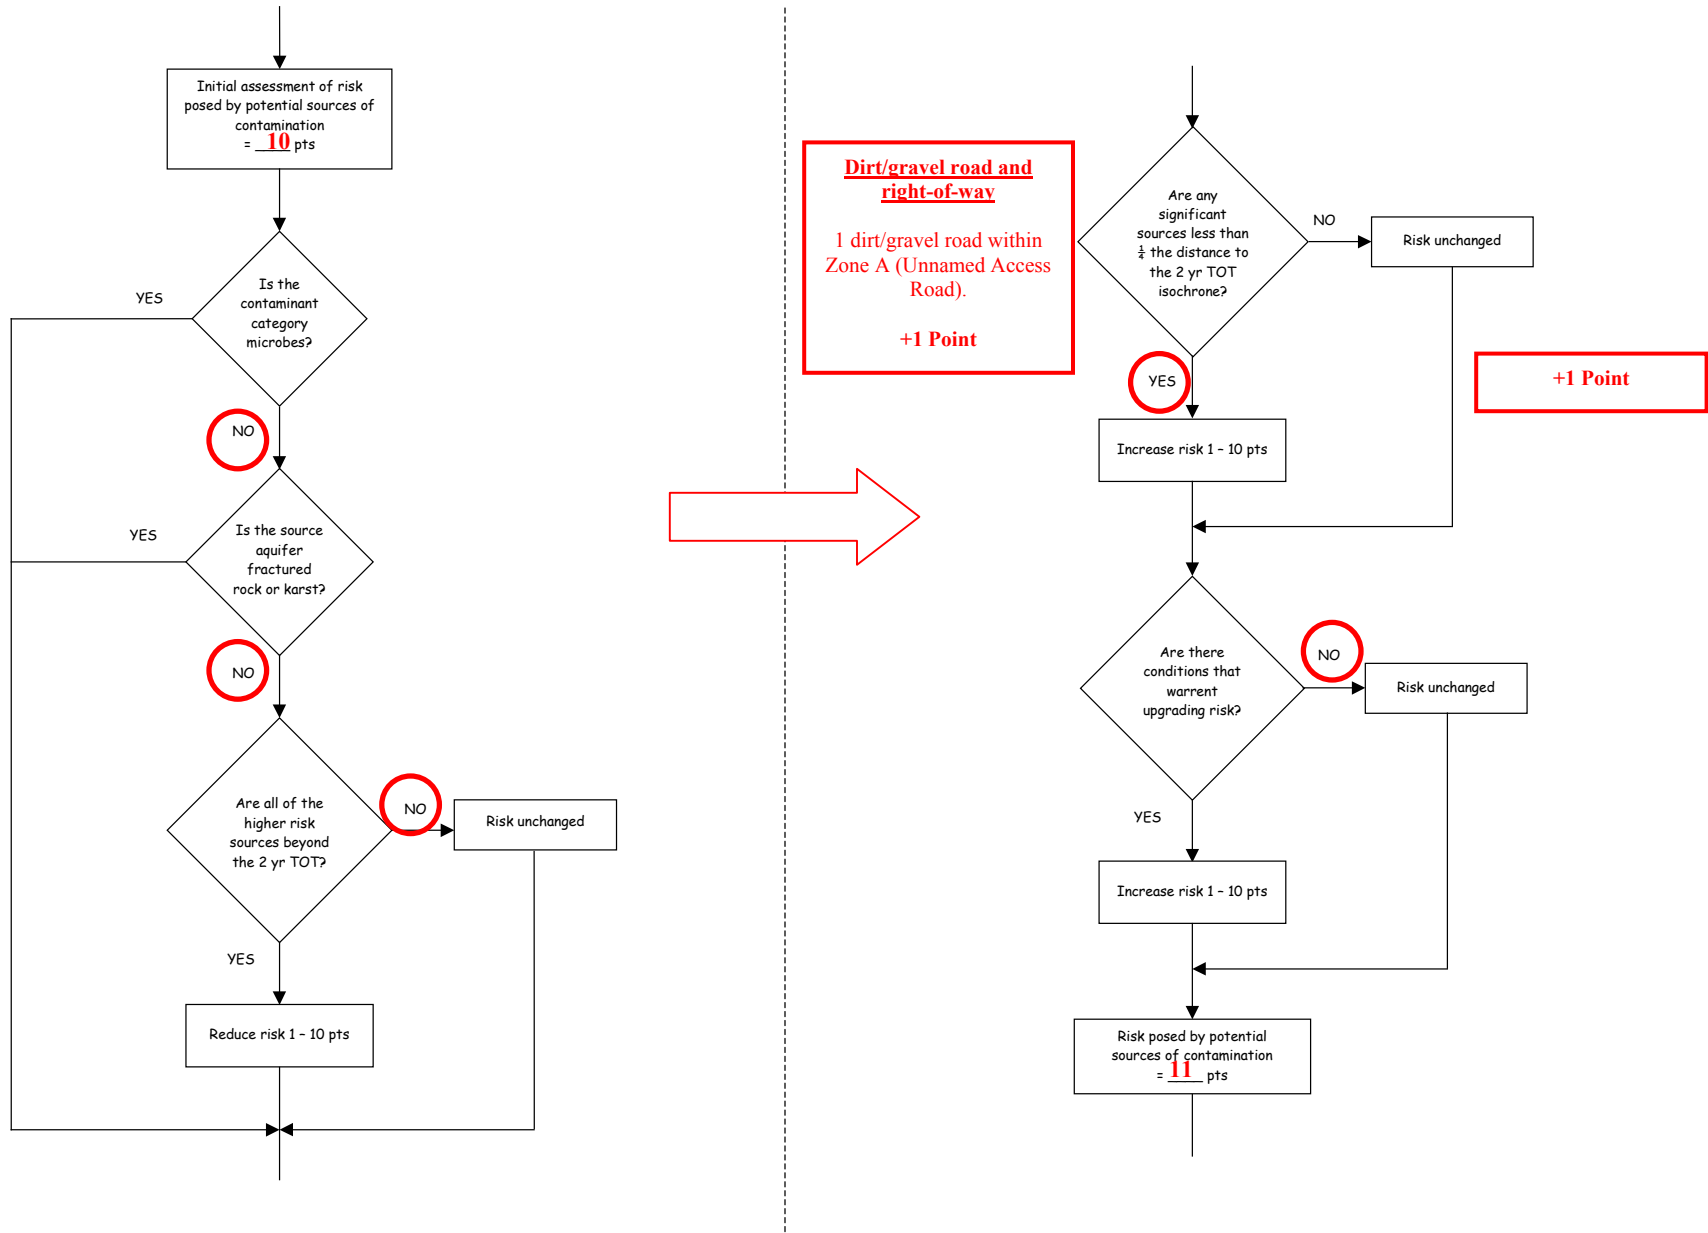 Initial assessment of risk
posed by potential sources of
contamination
= 10 pts
Is the
contaminant
category
microbes?
YES
NO
Is the source
aquifer
fractured
rock or karst?
YES
NO
Are all of the
higher risk
sources beyond
the 2 yr TOT?
NO
Risk unchanged
YES
Reduce risk 1 – 10 pts
Dirt/gravel road and
right-of-way
1 dirt/gravel road within
Zone A (Unnamed Access
Road).
+1 Point
Are any
significant
sources less than
¼ the distance to
the 2 yr TOT
isochrone?
NO
Risk unchanged
YES
+1 Point
Increase risk 1 – 10 pts
Are there
conditions that
warrent
upgrading risk?
NO
Risk unchanged
YES
Increase risk 1 – 10 pts
Risk posed by potential
sources of contamination
= 11 pts